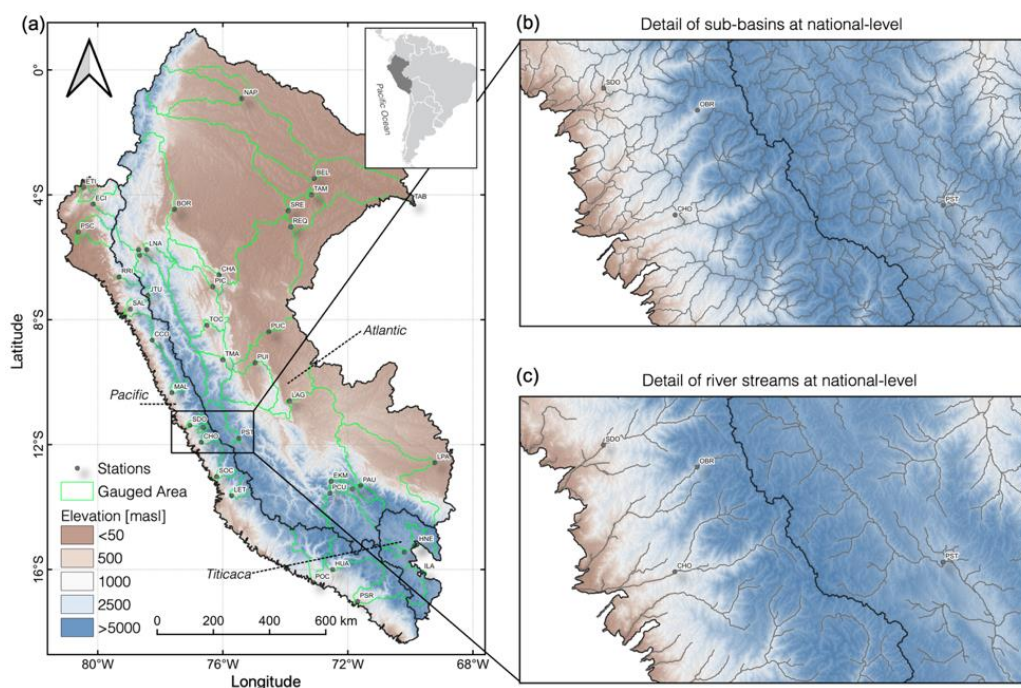 (a)
0°
4°S
8°S
12°S
16°S
Latitude
80°W
76°W
72°W
68°W
Longitude
Pacific Ocean
NAP
BEL
TAM
TAB
ETI
ECI
BOR
SRE
REQ
PSC
LNA
RRI
CHA
PIC
JTU
SAL
TOC
CCO
PUC
TMA
PUI
Atlantic
Pacific
MAL
LAG
SDO
CHO
PST
LPA
SOC
EKM
PAU
LET
PCU
HNE
Titicaca
HUA
ILA
POC
PSR
Stations
Gauged Area
Elevation [masl]
<50
500
1000
2500
>5000
0 200 400 600 km
(b)
Detail of sub-basins at national-level
SDO
OBR
CHO
PST
(c)
Detail of river streams at national-level
SDO
OBR
CHO
PST